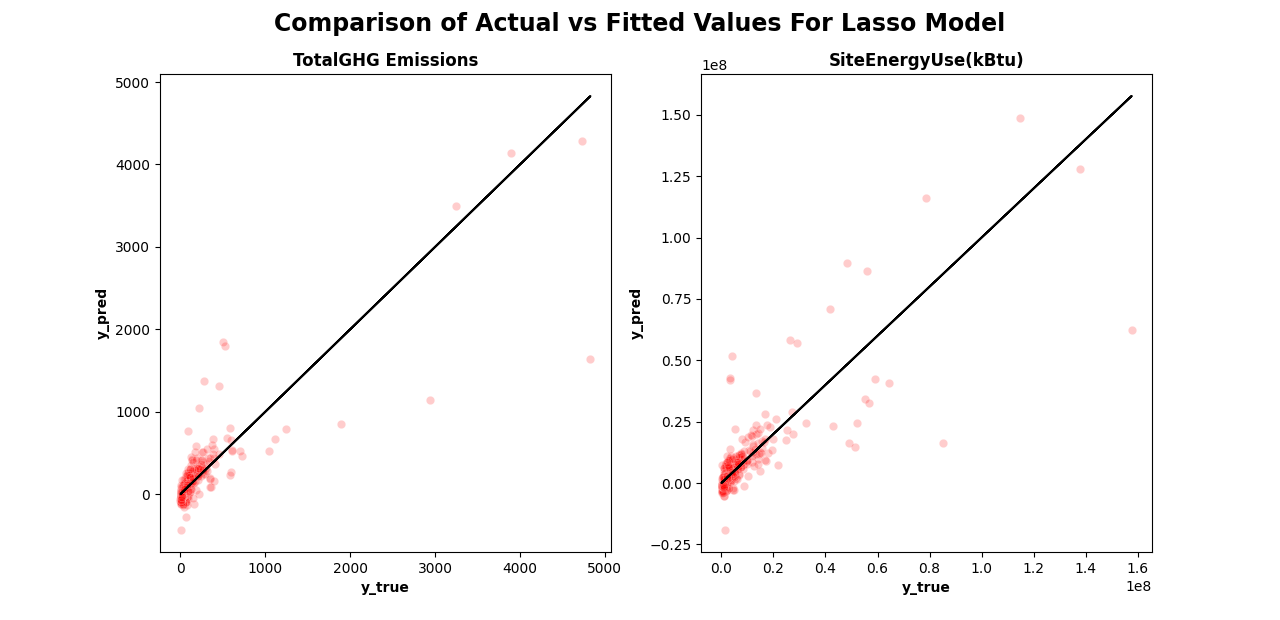 Comparison of Actual vs Fitted Values For Lasso Model
TotalGHG Emissions
5000
4000
3000
2000
1000
0
y_pred
0 1000 2000 3000 4000 5000
y_true
SiteEnergyUse(kBtu)
1e8
1.50
1.25
1.00
0.75
0.50
0.25
0.00
−0.25
y_pred
0.0 0.2 0.4 0.6 0.8 1.0 1.2 1.4 1.6
1e8
y_true